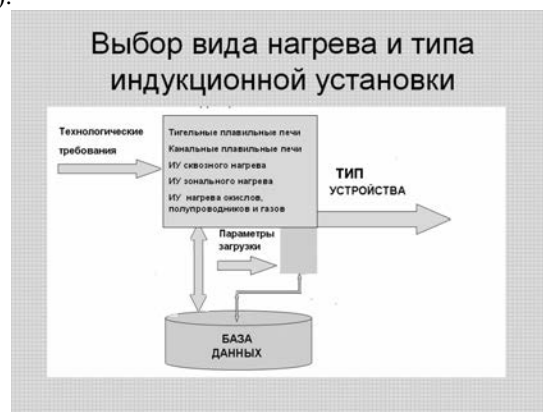 ):
Выбор вида нагрева и типа
индукционной установки
Технологические
требования
Тигельные плавильные печи
Канальные плавильные печи
ИУ сквозного нагрева
ИУ зонального нагрева
ИУ нагрева окислов,
полупроводников и газов
ТИП
УСТРОЙСТВА
Параметры
загрузки
БАЗА
ДАННЫХ